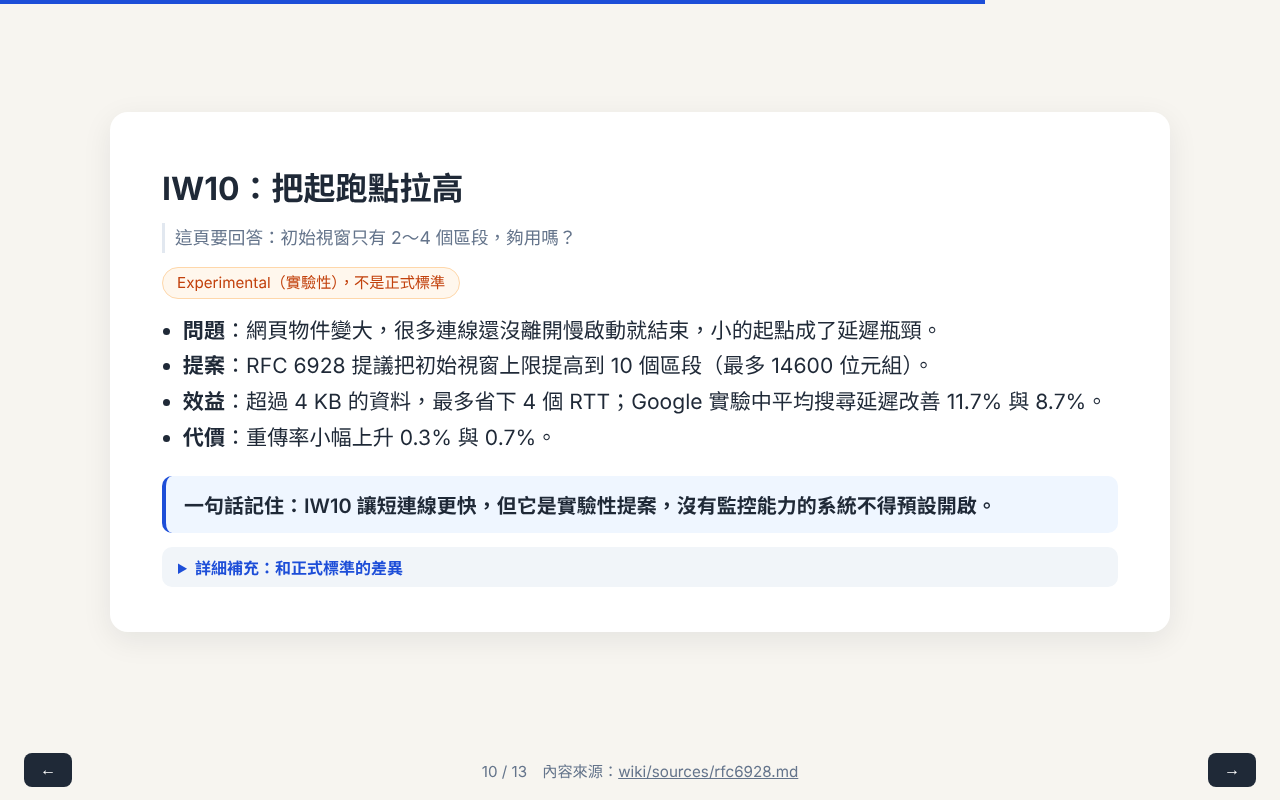 IW10：把起跑點拉高
這頁要回答：初始視窗只有 2～4 個區段，夠用嗎？
Experimental（實驗性），不是正式標準
• 問題：網頁物件變大，很多連線還沒離開慢啟動就結束，小的起點成了延遲瓶頸。
• 提案：RFC 6928 提議把初始視窗上限提高到 10 個區段（最多 14600 位元組）。
• 效益：超過 4 KB 的資料，最多省下 4 個 RTT；Google 實驗中平均搜尋延遲改善 11.7% 與 8.7%。
• 代價：重傳率小幅上升 0.3% 與 0.7%。
一句話記住：IW10 讓短連線更快，但它是實驗性提案，沒有監控能力的系統不得預設開啟。
▶ 詳細補充：和正式標準的差異
←
10 / 13 內容來源：wiki/sources/rfc6928.md
→